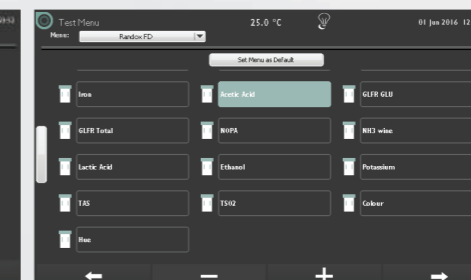 Test Menu 25.0 °C 01 Jun 2016 12
Menu: Randox FD
Set Menu as Default
Iron Acetic Acid GLFR GLU
GLFR Total NOPA NH3 wine
Lactic Acid Ethanol Potassium
TAS TSO2 Colour
Hue